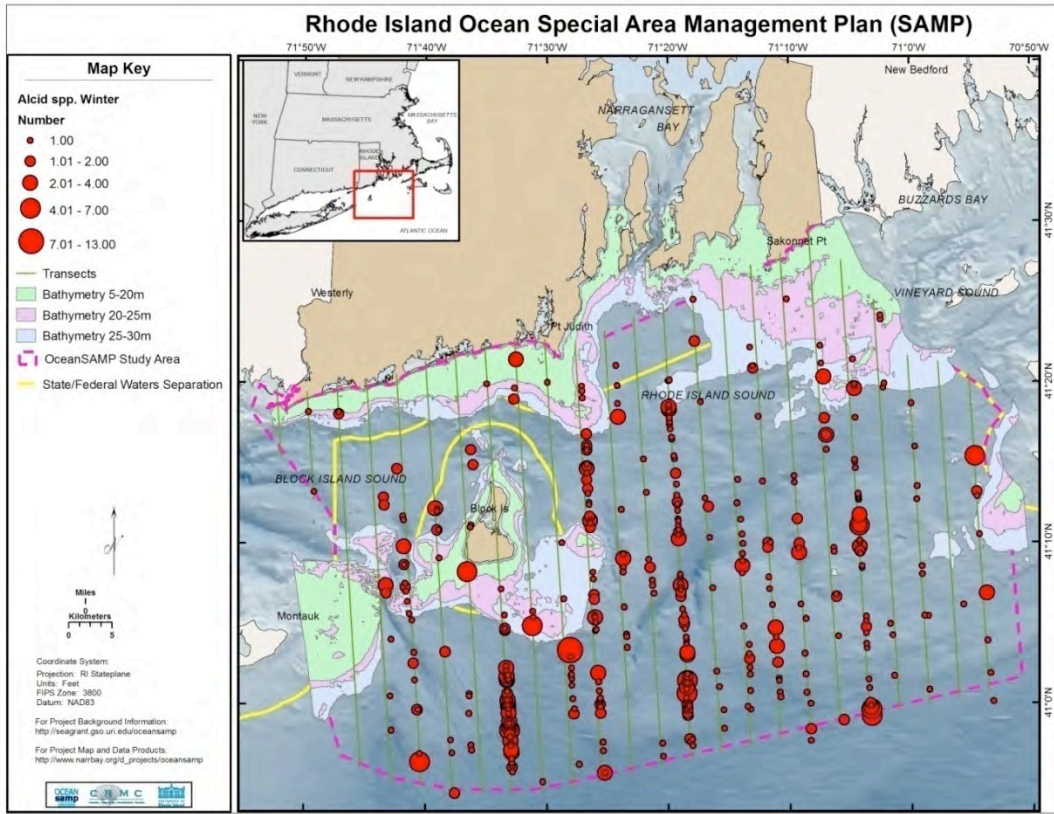 Rhode Island Ocean Special Area Management Plan (SAMP)
71°50'W 71°40'W 71°30'W 71°20'W 71°10'W 71°0'W 70°50'W
Map Key
Alcid spp. Winter
Number
1.00
1.01 - 2.00
2.01 - 4.00
4.01 - 7.00
7.01 - 13.00
Transects
Bathymetry 5-20m
Bathymetry 20-25m
Bathymetry 25-30m
OceanSAMP Study Area
State/Federal Waters Separation
Miles
0
Kilometers
0 5
Coordinate System:
Projection: RI Stateplane
Units: Feet
FIPS Zone: 3800
Datum: NAD83
For Project Background Information:
http://seagrant.gso.uri.edu/oceansamp
For Project Map and Data Products:
http://www.narrbay.org/d_projects/oceansamp
OCEAN
samp
CRMC
VERMONT
NEW HAMPSHIRE
NEW
YORK
MASSACHUSETTS
MASSACHUSETTS
BAY
CONNECTICUT
RHODE
ISLAND
ATLANTIC OCEAN
New Bedford
NARRAGANSETT
BAY
BUZZARDS BAY
Sakonnet Pt
VINEYARD SOUND
Westerly
Pt Judith
RHODE ISLAND SOUND
BLOCK ISLAND SOUND
Block Is
Montauk
41°30'N
41°20'N
41°10'N
41°0'N